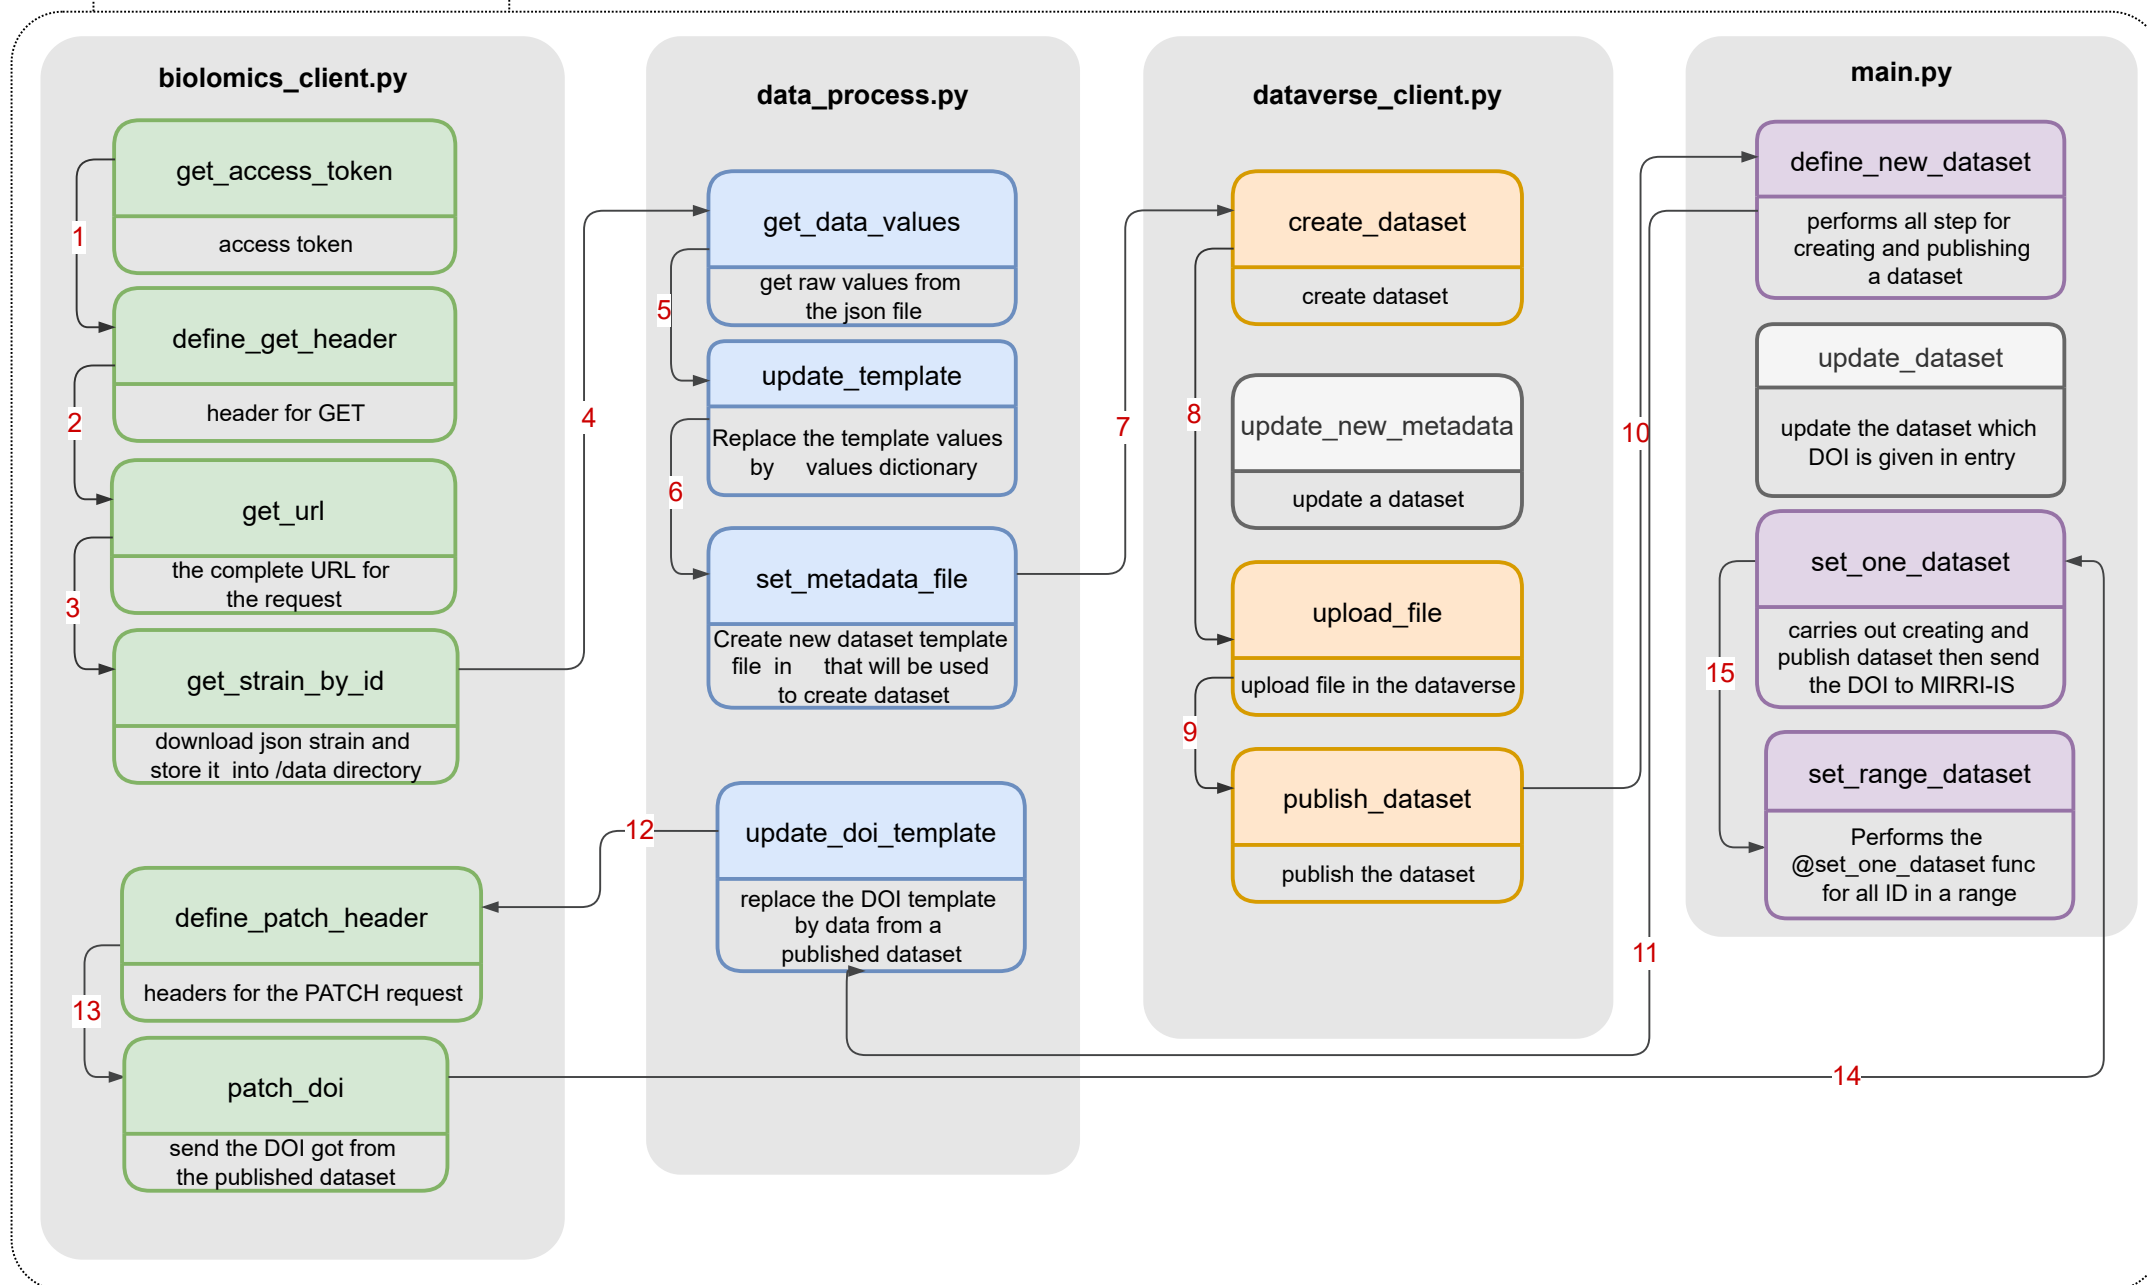 biolomics_client.py
get_access_token
access token
1
define_get_header
header for GET
2
get_url
the complete URL for
the request
3
get_strain_by_id
download json strain and
store it into /data directory
4
define_patch_header
headers for the PATCH request
13
patch_doi
send the DOI got from
the published dataset
data_process.py
get_data_values
get raw values from
the json file
5
update_template
Replace the template values
by values dictionary
6
set_metadata_file
Create new dataset template
file in that will be used
to create dataset
7
12
update_doi_template
replace the DOI template
by data from a
published dataset
dataverse_client.py
create_dataset
create dataset
8
update_new_metadata
update a dataset
upload_file
upload file in the dataverse
9
publish_dataset
publish the dataset
10
11
main.py
define_new_dataset
performs all step for
creating and publishing
a dataset
update_dataset
update the dataset which
DOI is given in entry
set_one_dataset
carries out creating and
publish dataset then send
the DOI to MIRRI-IS
15
set_range_dataset
Performs the
@set_one_dataset func
for all ID in a range
14